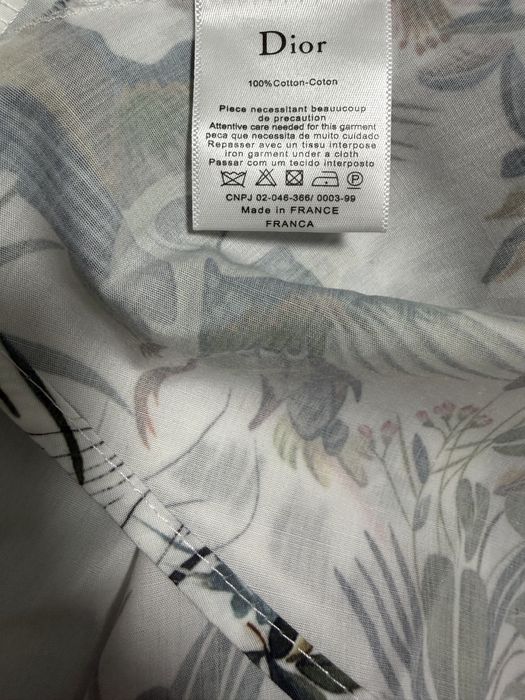 Dior
100%Cotton-Coton
Piece necessitant beauucoup
de precaution
Attentive care needed for this garment
peca que necessita de muito cuidado
Repasser avec un tissu interpose
iron garment under a cloth
Passar com um tecido interposto
P
CNPJ 02-046-366/ 0003-99
Made in FRANCE
FRANCA